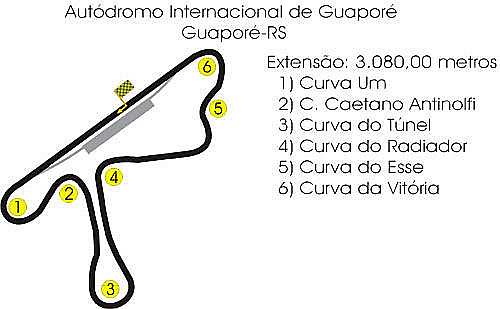 Autódromo Internacional de Guaporé
Guaporé-RS
Extensão: 3.080,00 metros
1) Curva Um
2) C. Caetano Antinolfi
3) Curva do Túnel
4) Curva do Radiador
5) Curva do Esse
6) Curva da Vitória
6
5
4
2
1
3